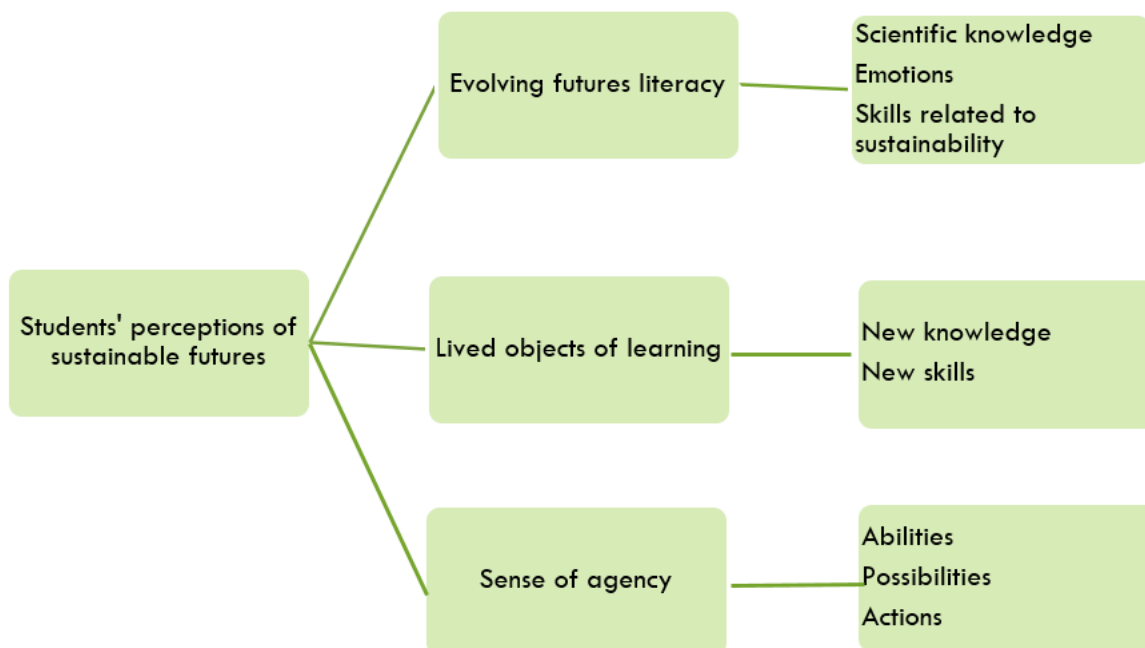 Evolving futures literacy
Scientific knowledge
Emotions
Skills related to
sustainability
Students' perceptions of
sustainable futures
Lived objects of learning
New knowledge
New skills
Sense of agency
Abilities
Possibilities
Actions